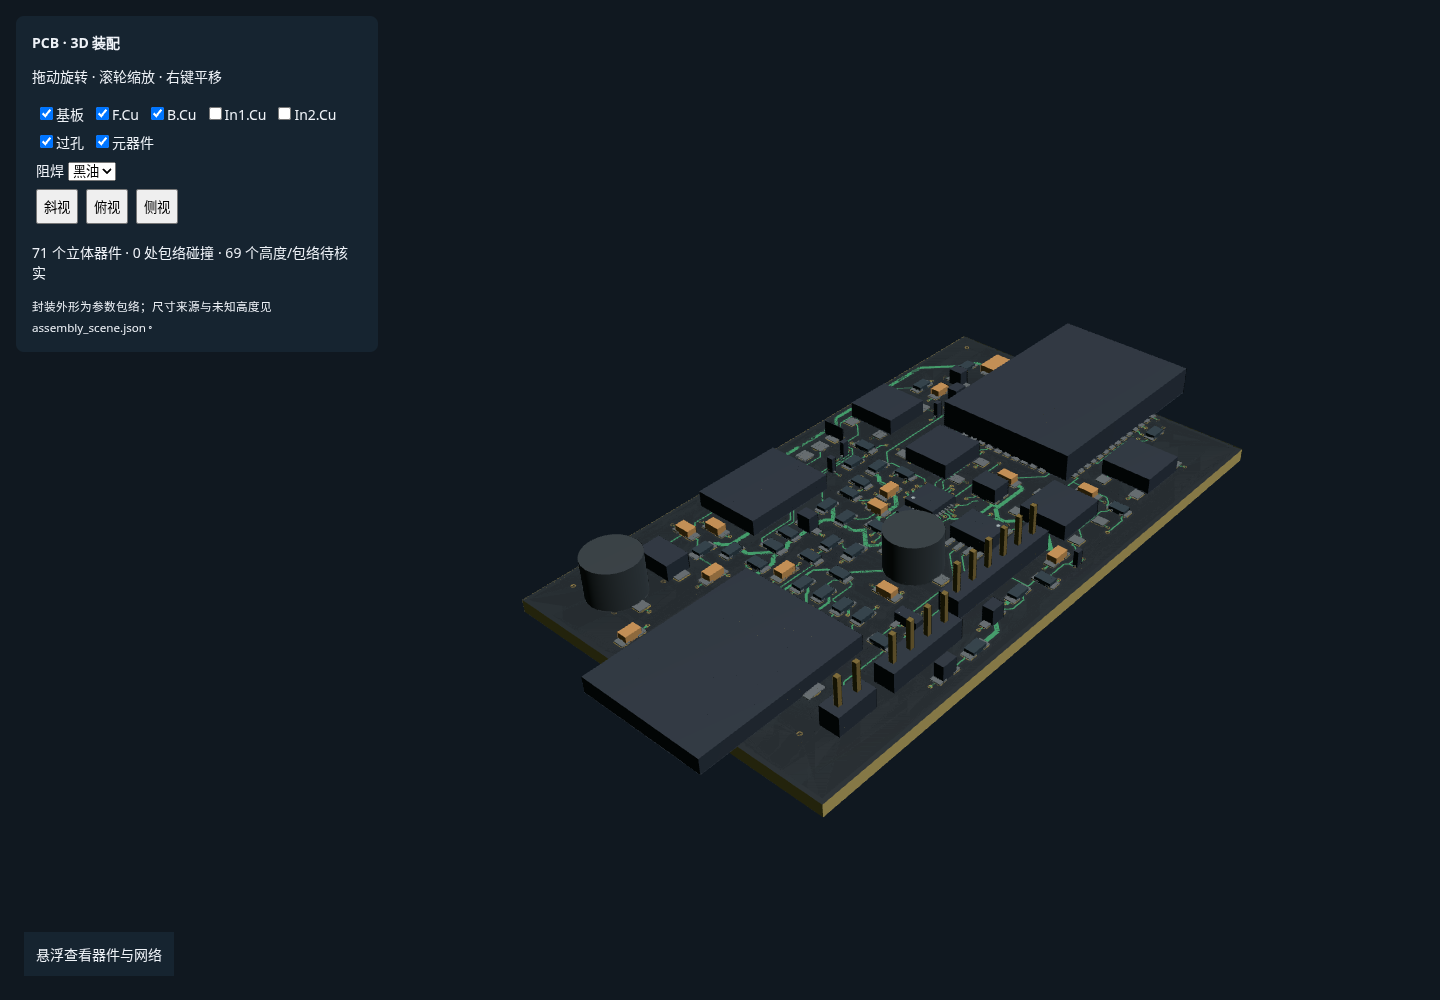 PCB · 3D 装配
拖动旋转 · 滚轮缩放 · 右键平移
基板 F.Cu B.Cu In1.Cu In2.Cu
过孔 元器件
阻焊 黑油
斜视 俯视 侧视
71 个立体器件 · 0 处包络碰撞 · 69 个高度/包络待核
实
封装外形为参数包络；尺寸来源与未知高度见
assembly_scene.json。
悬浮查看器件与网络